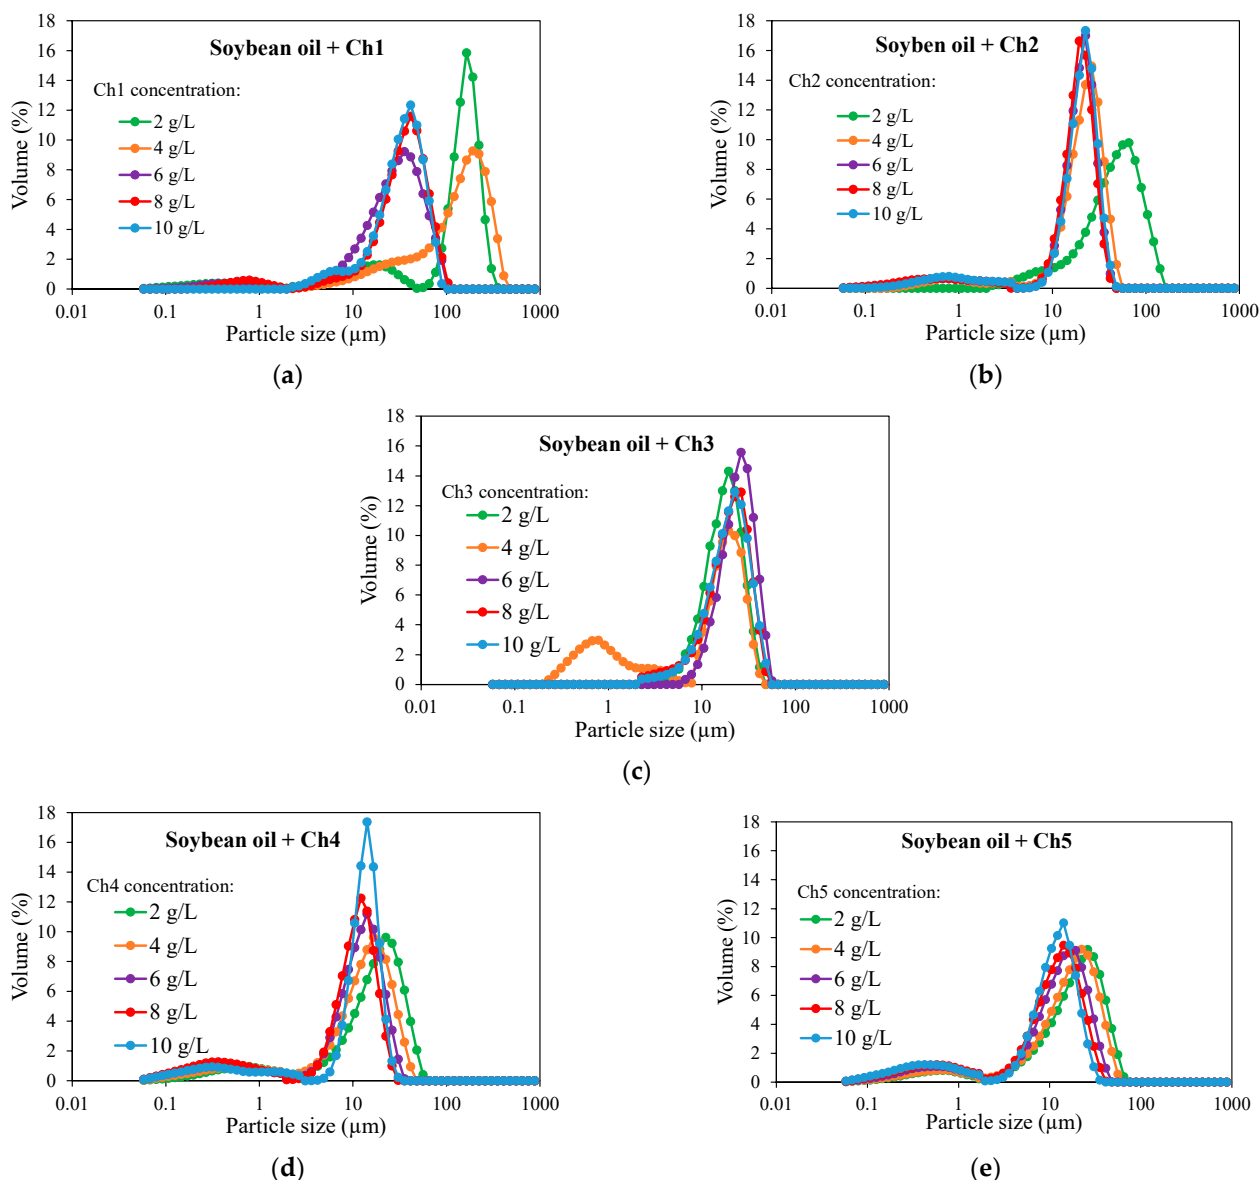 Soybean oil + Ch1
Ch1 concentration:
2 g/L
4 g/L
6 g/L
8 g/L
10 g/L
Volume (%)
18
16
14
12
10
8
6
4
2
0
0.01 0.1 1 10 100 1000
Particle size (µm)
(a)
Soyben oil + Ch2
Ch2 concentration:
2 g/L
4 g/L
6 g/L
8 g/L
10 g/L
Volume (%)
18
16
14
12
10
8
6
4
2
0
0.01 0.1 1 10 100 1000
Particle size (µm)
(b)
Soybean oil + Ch3
Ch3 concentration:
2 g/L
4 g/L
6 g/L
8 g/L
10 g/L
Volume (%)
18
16
14
12
10
8
6
4
2
0
0.01 0.1 1 10 100 1000
Particle size (µm)
(c)
Soybean oil + Ch4
Ch4 concentration:
2 g/L
4 g/L
6 g/L
8 g/L
10 g/L
Volume (%)
18
16
14
12
10
8
6
4
2
0
0.01 0.1 1 10 100 1000
Particle size (µm)
(d)
Soybean oil + Ch5
Ch5 concentration:
2 g/L
4 g/L
6 g/L
8 g/L
10 g/L
Volume (%)
18
16
14
12
10
8
6
4
2
0
0.01 0.1 1 10 100 1000
Particle size (µm)
(e)